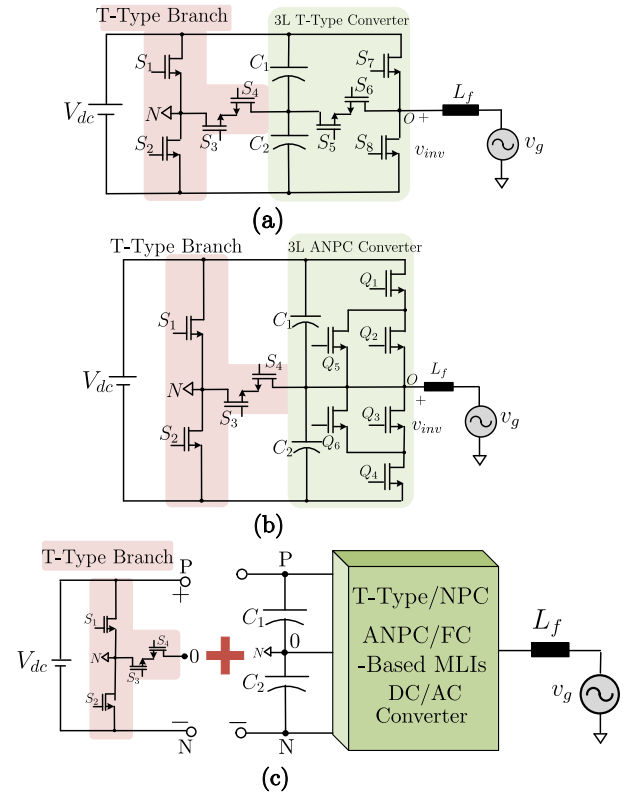 T-Type Branch
3L T-Type Converter
S1
C1
S7
S4
S6
Vdc
N
O +
Lf
S3
S5
S2
C2
S8
vinv
vg
(a)
T-Type Branch
3L ANPC Converter
Q1
S1
C1
Q2
Q5
S4
Vdc
N
O
Lf
+
S3
S2
C2
Q6
Q3
vinv
vg
Q4
(b)
T-Type Branch
P
+
P
S1
C1
T-Type/NPC
ANPC/FC
-Based MLIs
DC/AC
Converter
Vdc
N
S4
0
+
N
0
Lf
S3
S2
C2
vg
–
N
–
N
(c)